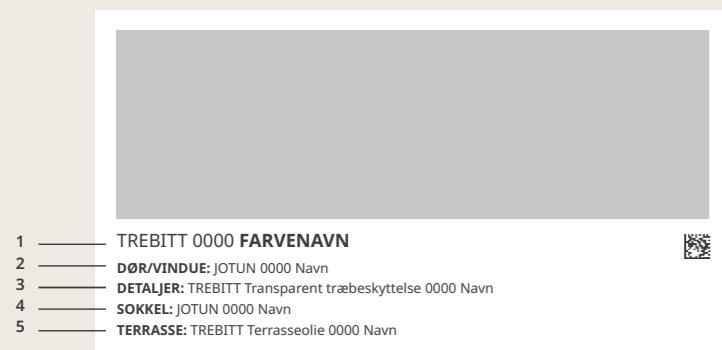 1 TREBITT 0000 FARVENAVN
2 DØR/VINDUE: JOTUN 0000 Navn
3 DETALJER: TREBITT Transparent træbeskyttelse 0000 Navn
4 SOKKEL: JOTUN 0000 Navn
5 TERRASSE: TREBITT Terrasseolie 0000 Navn